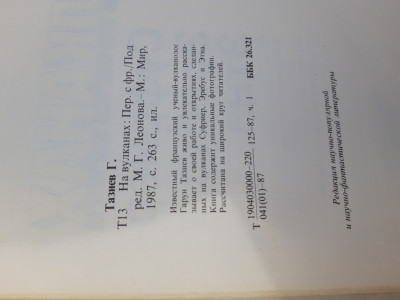 ББК 26.321
Тазиев Г.
Т13 На вулканах: Пер. с фр./Под
ред. М. Г. Леонова.- М.: Мир,
1987, с. 263 с., ил.
Известный французский ученый-вулканолог
Гарун Тазиев живо и увлекательно расска-
зывает о своей работе и открытиях, сделан-
ных на вулканах Суфриер, Эребус и Этна.
Книга содержит уникальные фотографии.
Рассчитана на широкий круг читателей.
Т 1904030000-220
041(01)-87 125-87, ч. 1
Редакция научно-популярной
и научно-фантастической литературы